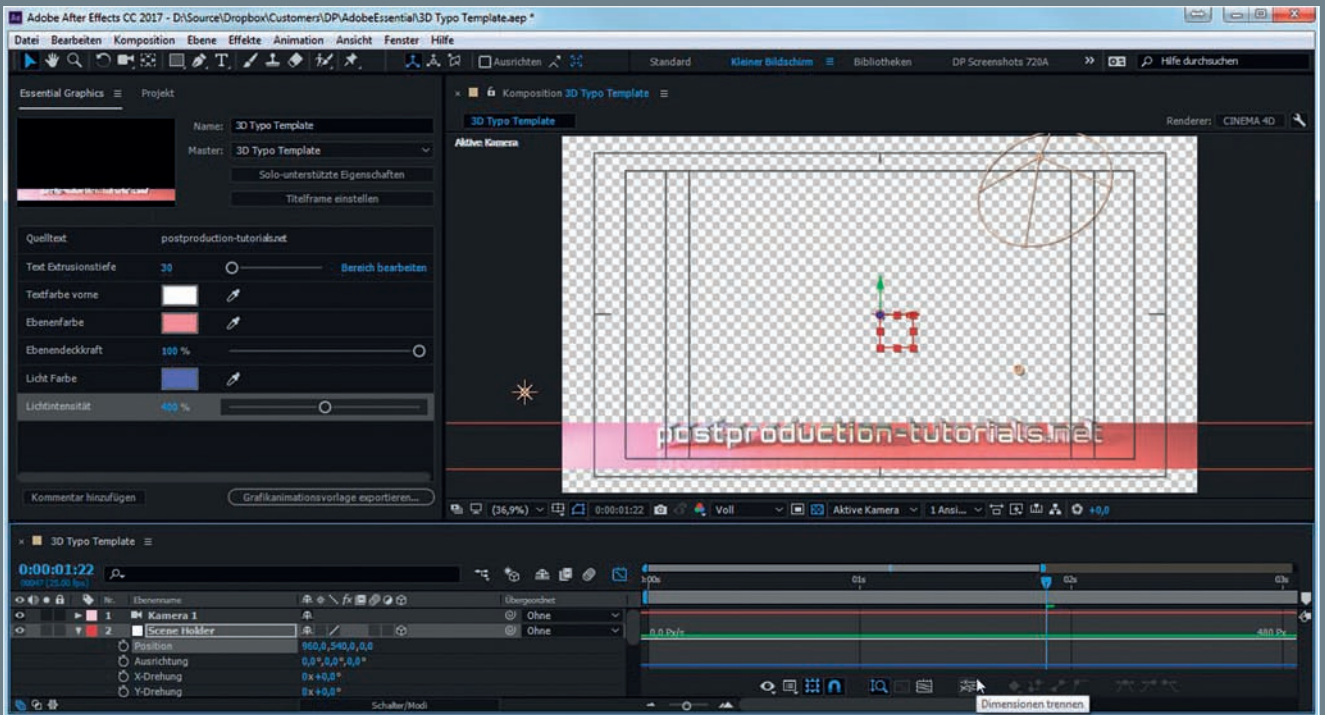 Adobe After Effects CC 2017 - D:\Source\Dropbox\Customers\DP\AdobeEssential\3D Typo Template.aep *
Datei Bearbeiten Komposition Ebene Effekte Animation Ansicht Fenster Hilfe
Ausrichten Standard Kleiner Bildschirm Bibliotheken DP Screenshots 720A Hilfe durchsuchen
Essential Graphics Projekt
Name: 3D Typo Template
Master: 3D Typo Template
Solo-unterstützte Eigenschaften
Titelframe einstellen
Quelltext postproduction-tutorials.net
Text Extrusionstiefe 30 Bereich bearbeiten
Textfarbe vorne
Ebenenfarbe
Ebenendeckkraft 100 %
Licht Farbe
Lichtintensität 400 %
Kommentar hinzufügen Grafikanimationsvorlage exportieren...
Komposition 3D Typo Template
3D Typo Template Renderer: CINEMA 4D
Aktive Kamera
postproduction-tutorials.net
(36,9%) 0:00:01:22 Voll Aktive Kamera 1 Ansi... +0,0
3D Typo Template
0:00:01:22
00047 (25.00 fps)
Nr. Ebenenname Übergeordnet
1 Kamera 1 Ohne
2 Scene Holder Ohne
Position 960,0,540,0,0,0
Ausrichtung 0,0°,0,0°,0,0°
X-Drehung 0x+0,0°
Y-Drehung 0x+0,0°
Schalter/Modi
01s 02s 03s
480 Px
Dimensionen trennen